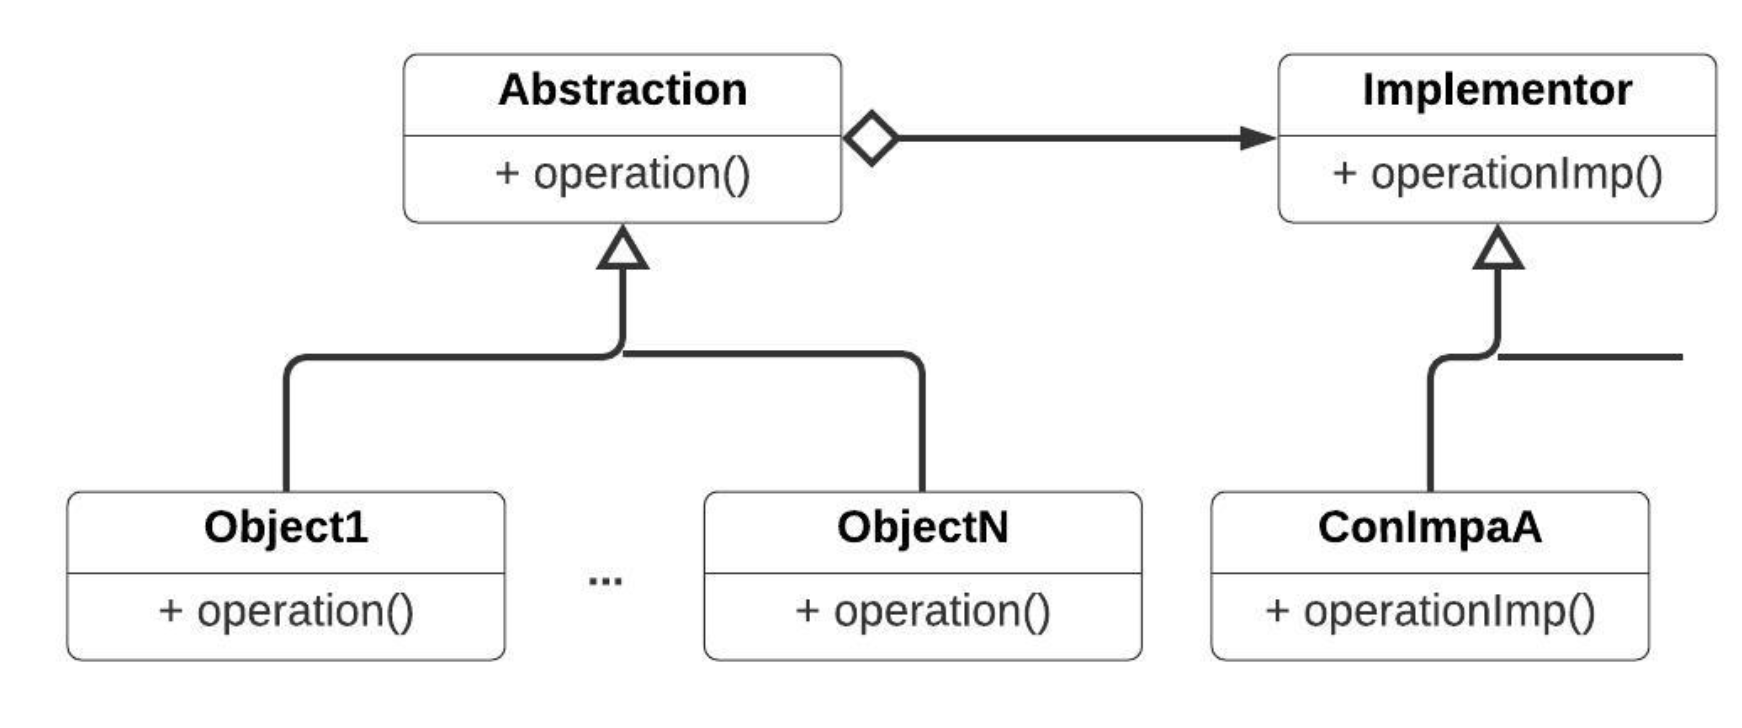 Abstraction
+ operation()
Implementor
+ operationImp()
Object1
+ operation()
...
ObjectN
+ operation()
ConImpaA
+ operationImp()